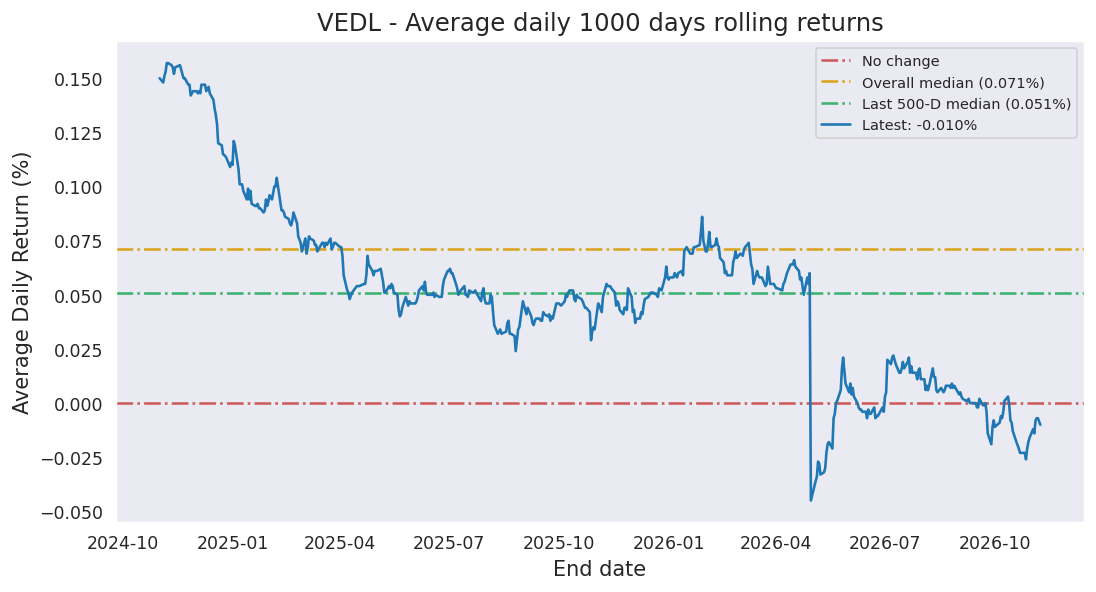 VEDL - Average daily 1000 days rolling returns
No change
Overall median (0.071%)
Last 500-D median (0.051%)
Latest: -0.010%
Average Daily Return (%)
0.150
0.125
0.100
0.075
0.050
0.025
0.000
−0.025
−0.050
2024-10 2025-01 2025-04 2025-07 2025-10 2026-01 2026-04 2026-07 2026-10
End date